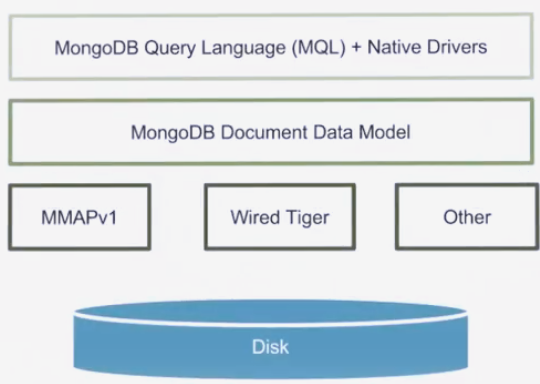 MongoDB Query Language (MQL) + Native Drivers
MongoDB Document Data Model
MMAPv1
Wired Tiger
Other
Disk